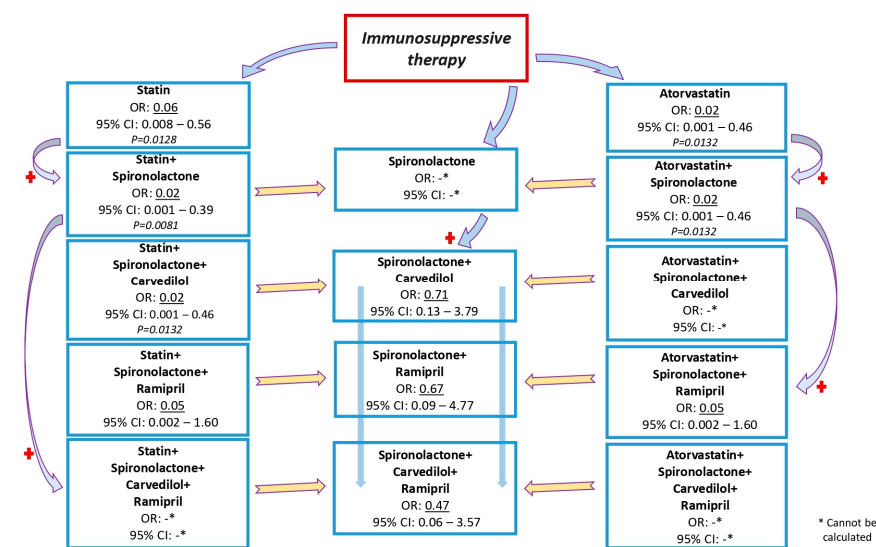 Immunosuppressive
therapy
Statin
OR: 0.06
95% CI: 0.008 – 0.56
P=0.0128
Statin+
Spironolactone
OR: 0.02
95% CI: 0.001 – 0.39
P=0.0081
Statin+
Spironolactone+
Carvedilol
OR: 0.02
95% CI: 0.001 – 0.46
P=0.0132
Statin+
Spironolactone+
Ramipril
OR: 0.05
95% CI: 0.002 – 1.60
Statin+
Spironolactone+
Carvedilol+
Ramipril
OR: -*
95% CI: -*
Spironolactone
OR: -*
95% CI: -*
Spironolactone+
Carvedilol
OR: 0.71
95% CI: 0.13 – 3.79
Spironolactone+
Ramipril
OR: 0.67
95% CI: 0.09 – 4.77
Spironolactone+
Carvedilol+
Ramipril
OR: 0.47
95% CI: 0.06 – 3.57
Atorvastatin
OR: 0.02
95% CI: 0.001 – 0.46
P=0.0132
Atorvastatin+
Spironolactone
OR: 0.02
95% CI: 0.001 – 0.46
P=0.0132
Atorvastatin+
Spironolactone+
Carvedilol
OR: -*
95% CI: -*
Atorvastatin+
Spironolactone+
Ramipril
OR: 0.05
95% CI: 0.002 – 1.60
Atorvastatin+
Spironolactone+
Carvedilol+
Ramipril
OR: -*
95% CI: -*
* Cannot be
calculated